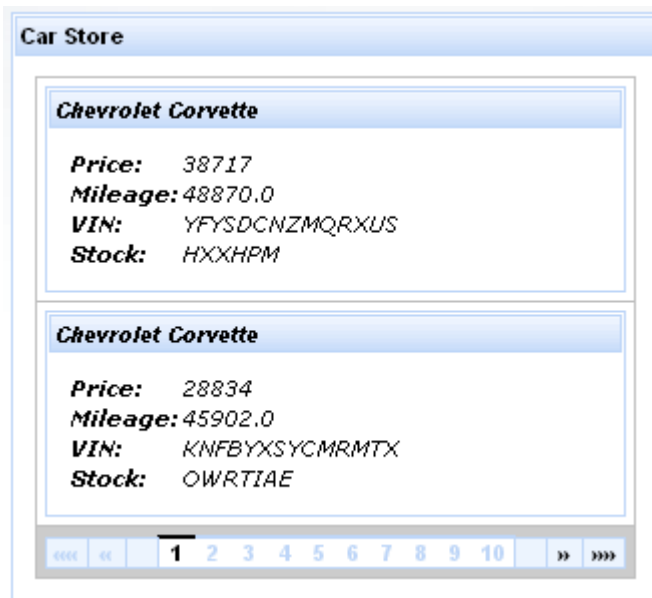 Car Store
Chevrolet Corvette
Price: 38717
Mileage: 48870.0
VIN: YFYSDCNZMQRXUS
Stock: HXXHPM
Chevrolet Corvette
Price: 28834
Mileage: 45902.0
VIN: KNFBYXSYCMRMTX
Stock: OWRTIAE
«« « 1 2 3 4 5 6 7 8 9 10 » »»